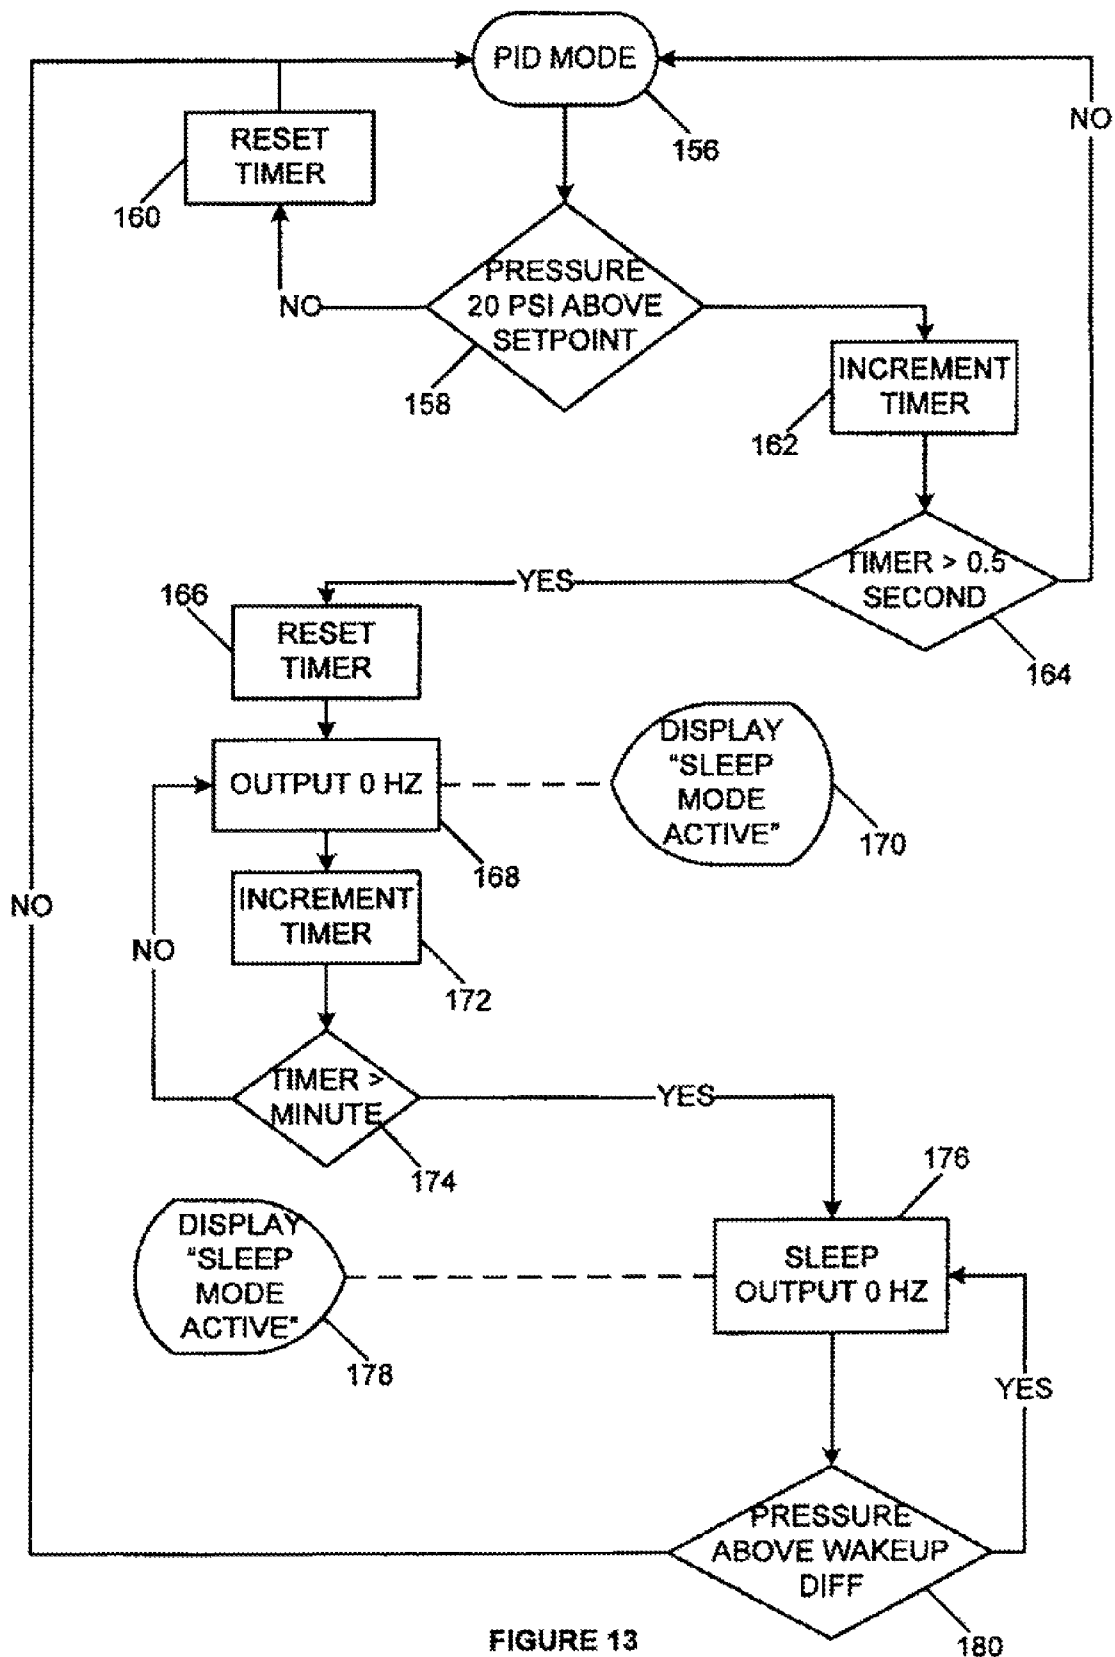 PID MODE
NO
RESET
TIMER
156
160
PRESSURE
20 PSI ABOVE
SETPOINT
NO
INCREMENT
TIMER
158
162
TIMER > 0.5
SECOND
YES
166
RESET
TIMER
164
DISPLAY
“SLEEP
MODE
ACTIVE”
OUTPUT 0 HZ
170
168
INCREMENT
TIMER
NO
NO
172
TIMER >
MINUTE
YES
174
176
DISPLAY
“SLEEP
MODE
ACTIVE”
SLEEP
OUTPUT 0 HZ
178
YES
PRESSURE
ABOVE WAKEUP
DIFF
180
FIGURE 13